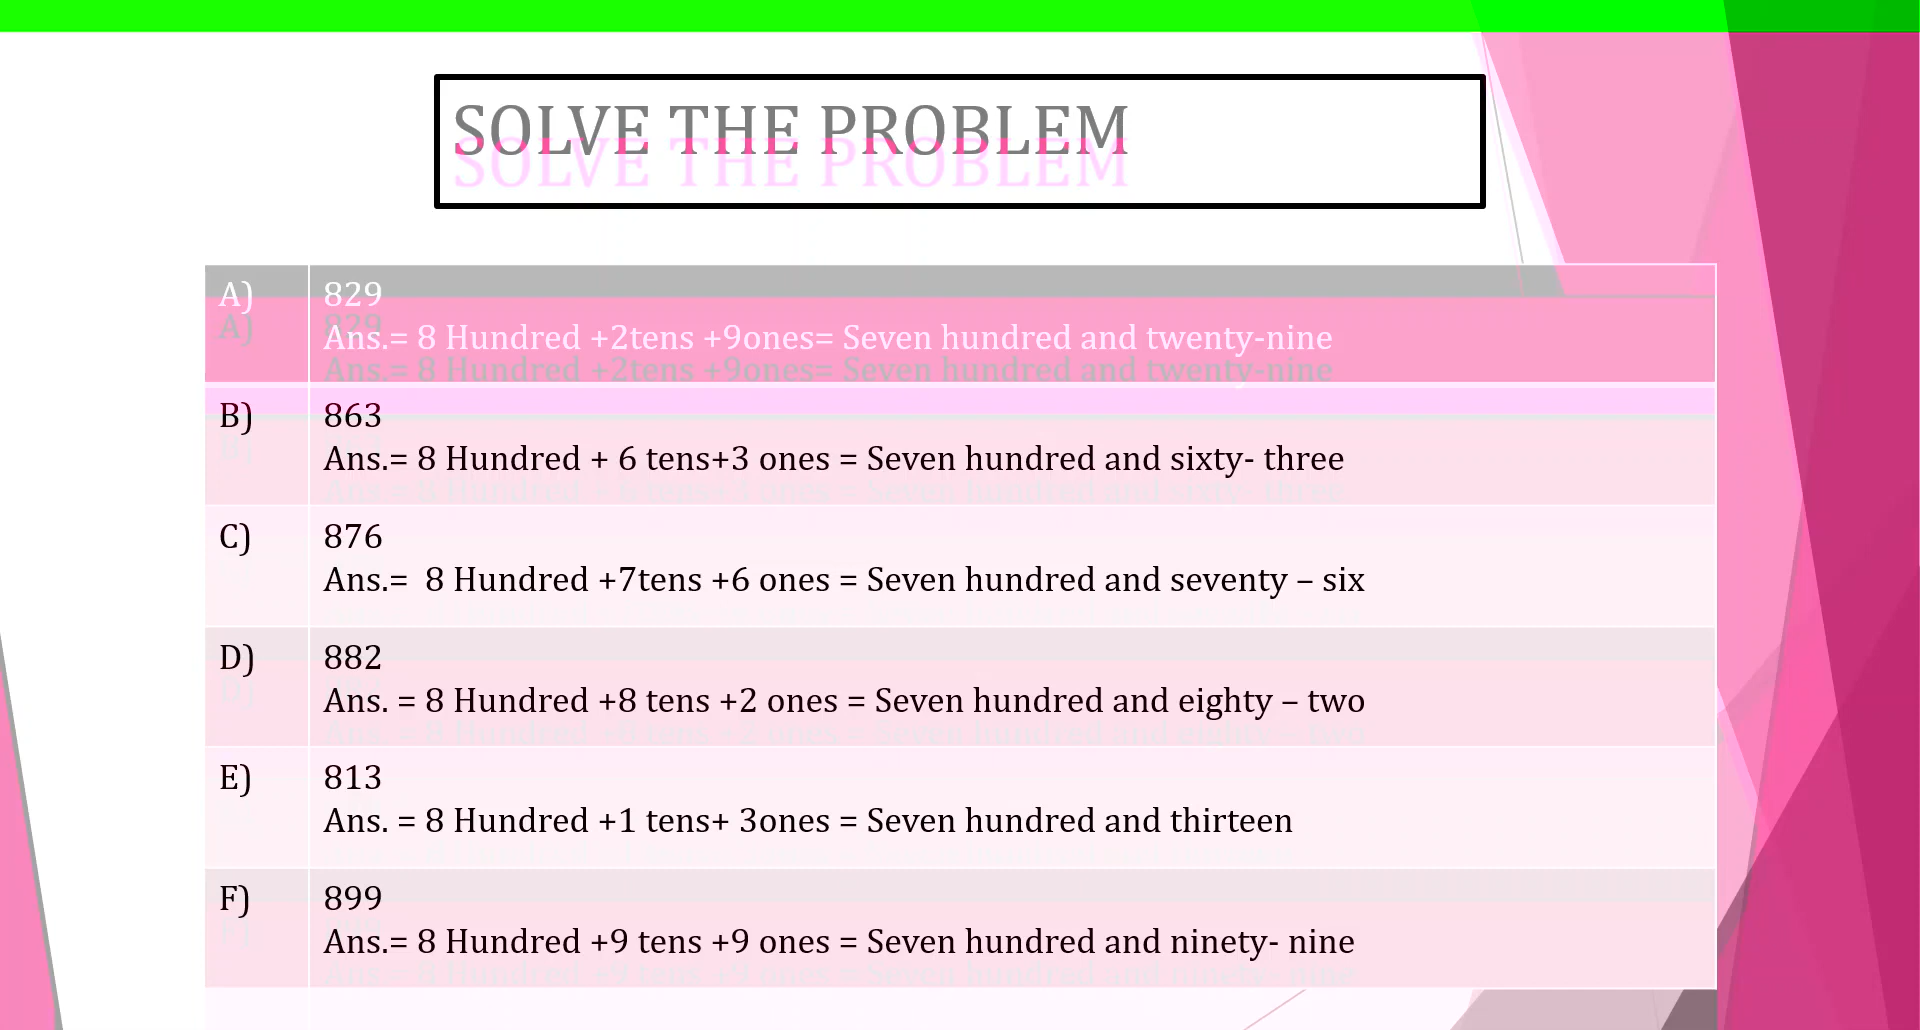 SOLVE THE PROBLEM
A) 829
Ans.= 8 Hundred +2tens +9ones= Seven hundred and twenty-nine
B) 863
Ans.= 8 Hundred + 6 tens+3 ones = Seven hundred and sixty- three
C) 876
Ans.=  8 Hundred +7tens +6 ones = Seven hundred and seventy – six
D) 882
Ans. = 8 Hundred +8 tens +2 ones = Seven hundred and eighty – two
E) 813
Ans. = 8 Hundred +1 tens+ 3ones = Seven hundred and thirteen
F) 899
Ans.= 8 Hundred +9 tens +9 ones = Seven hundred and ninety- nine